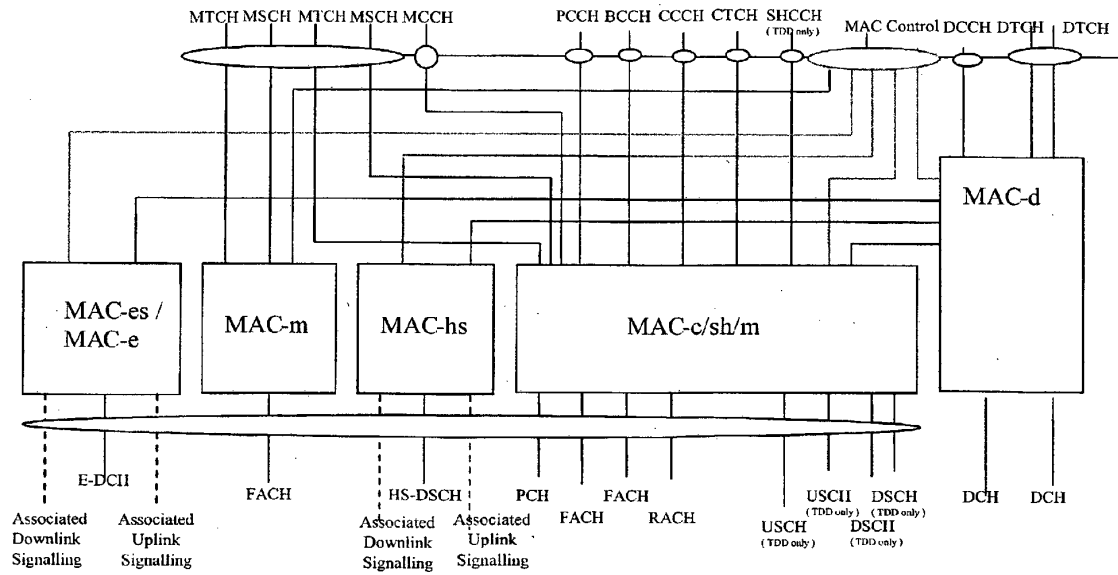 MTCH MSCH MTCH MSCH MCCH PCCH BCCH CCCH CTCH SHCCH MAC Control DCCH DTCH DTCH
( TDD only )
MAC-d
MAC-es /
MAC-e
MAC-m
MAC-hs
MAC-c/sh/m
E-DCH
FACH
HS-DSCH
PCH
FACH
FACH
RACH
USCH
( TDD only )
USCH
( TDD only )
DSCH
( TDD only )
DSCH
( TDD only )
DCH
DCH
Associated
Downlink
Signalling
Associated
Uplink
Signalling
Associated
Downlink
Signalling
Associated
Uplink
Signalling